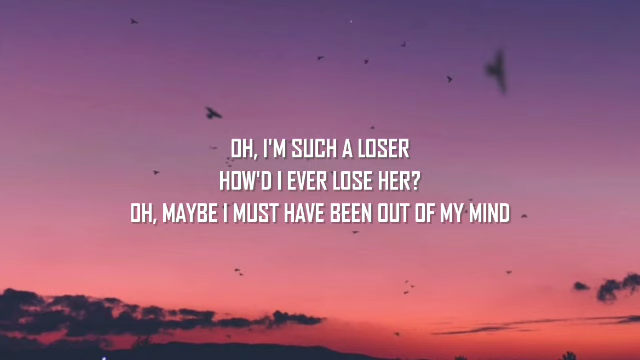 OH, I'M SUCH A LOSER
HOW'D I EVER LOSE HER?
OH, MAYBE I MUST HAVE BEEN OUT OF MY MIND